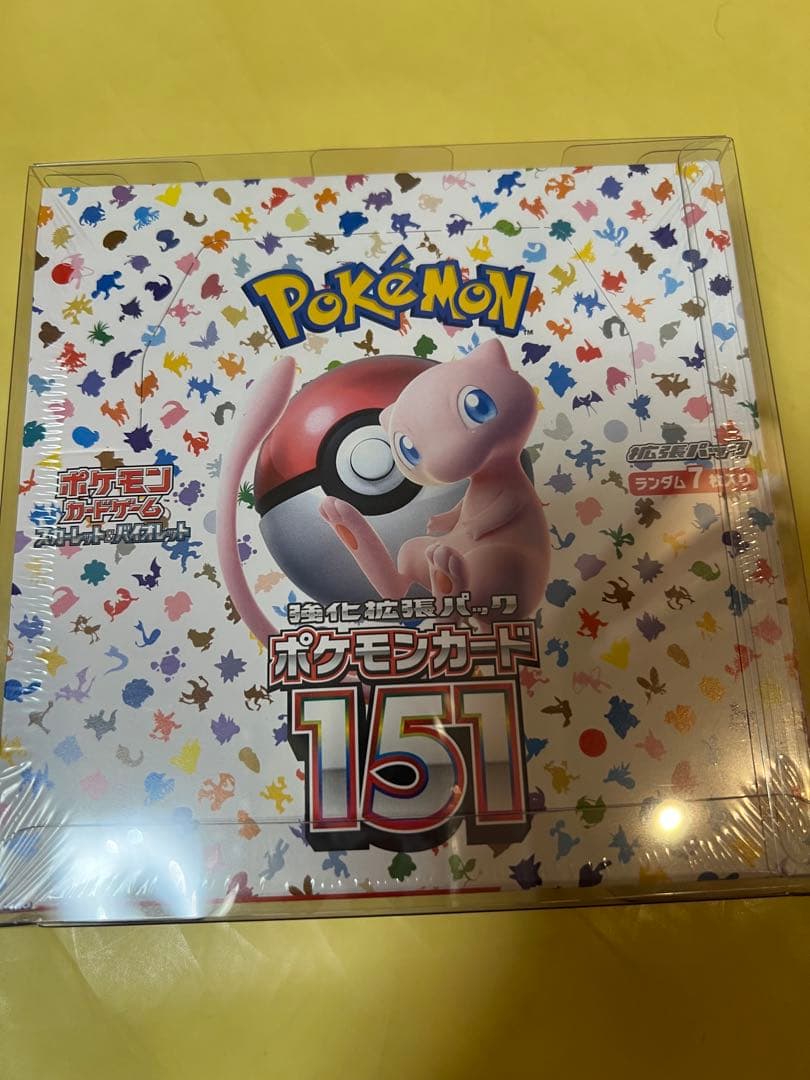 POKéMON
TM
ポケモン
カードゲーム
スカーレット&バイオレット
拡張パック
ランダム7枚入り
強化拡張パック
ポケモンカード
151